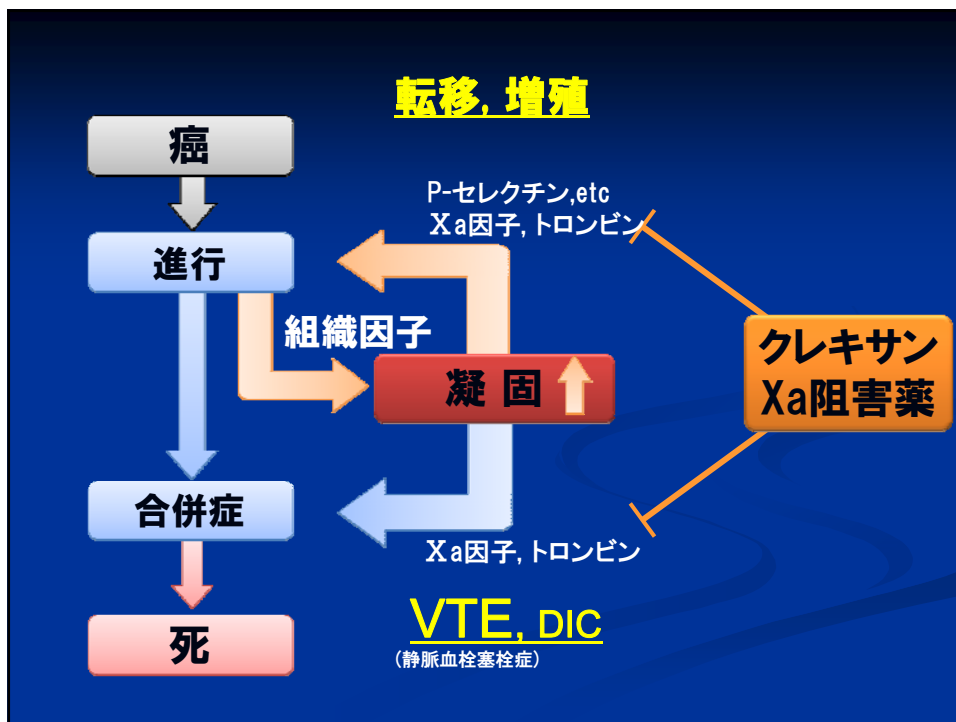 転移, 増殖
癌
P-セレクチン,etc
Ⅹa因子, トロンビン
進行
組織因子
クレキサン
Xa阻害薬
凝固
合併症
Ⅹa因子, トロンビン
VTE, DIC
(静脈血栓塞栓症)
死